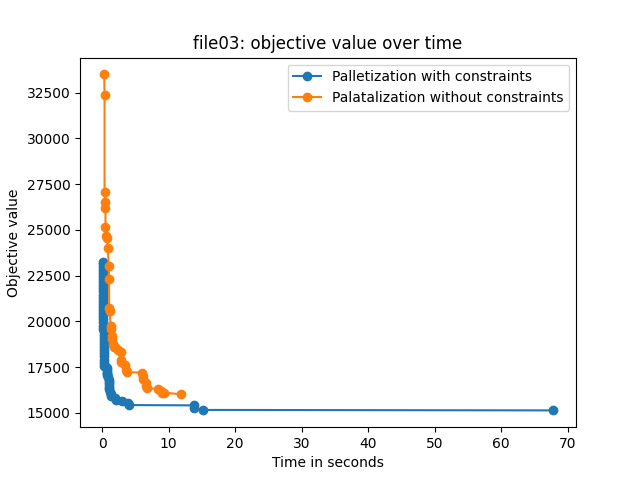 file03: objective value over time
Palletization with constraints
Palatalization without constraints
Objective value
32500
30000
27500
25000
22500
20000
17500
15000
0 10 20 30 40 50 60 70
Time in seconds